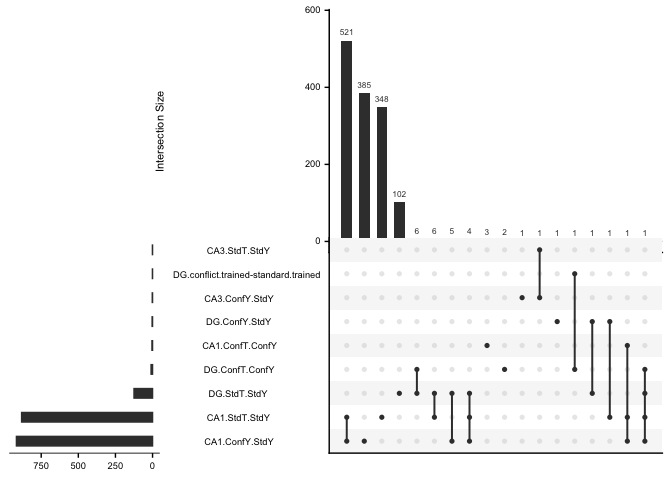 600
521
400
385
348
Intersection Size
200
102
6 6 5 4 3 2 1 1 1 1 1 1 1 1
0
CA3.StdT.StdY
DG.conflict.trained-standard.trained
CA3.ConfY.StdY
DG.ConfY.StdY
CA1.ConfT.ConfY
DG.ConfT.ConfY
DG.StdT.StdY
CA1.StdT.StdY
CA1.ConfY.StdY
750 500 250 0